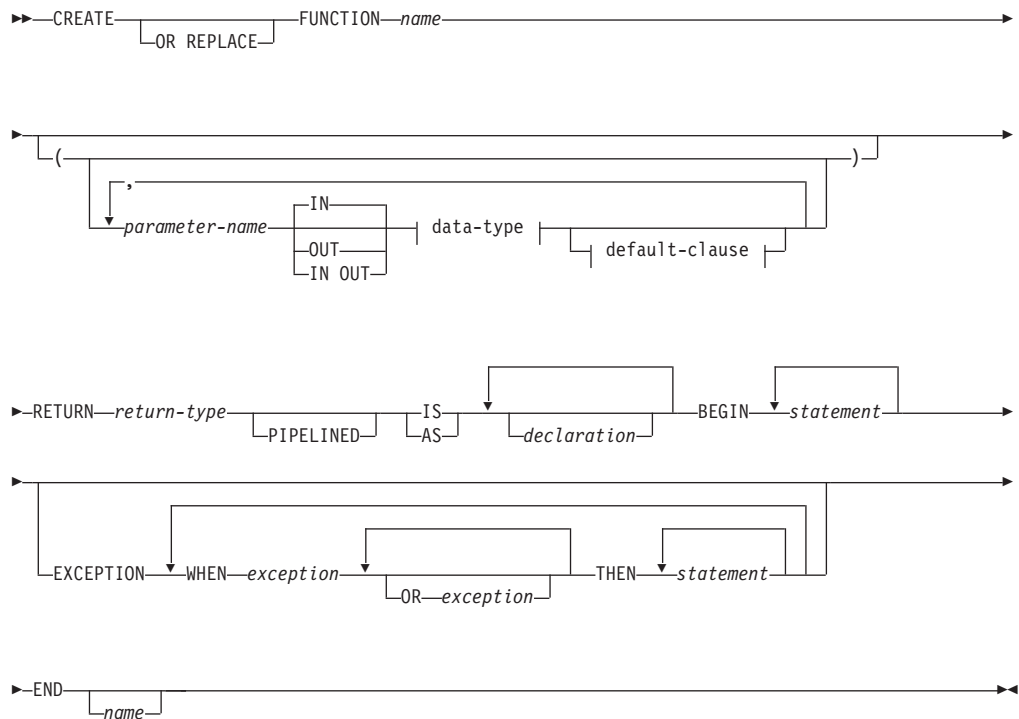 CREATE FUNCTION name
OR REPLACE
( )
,
IN
parameter-name data-type
OUT default-clause
IN OUT
RETURN return-type IS BEGIN statement
PIPELINED AS declaration
EXCEPTION WHEN exception THEN statement
OR exception
END
name